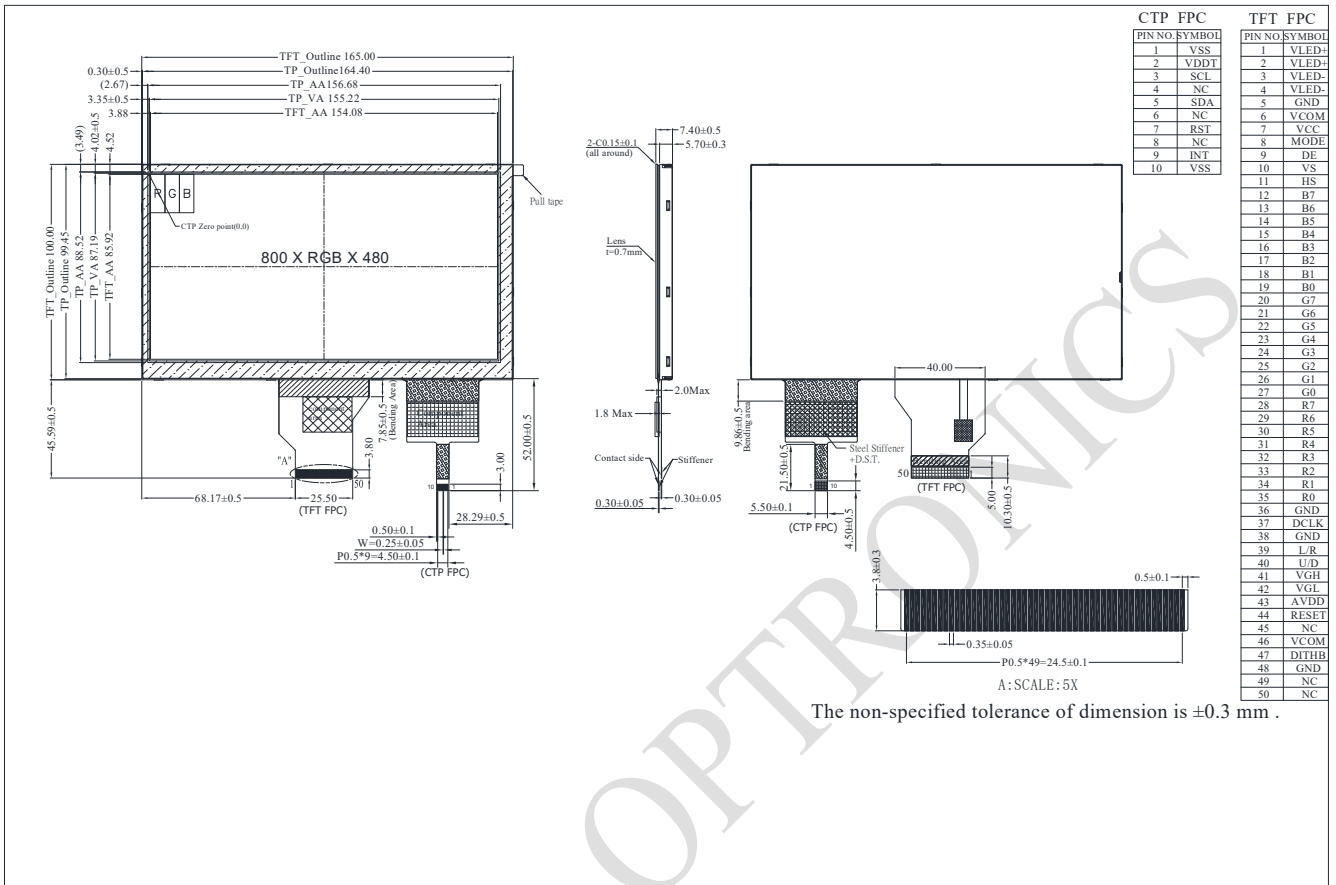 TFT_Outline 165.00
TP_Outline164.40
TP_AA156.68
TP_VA 155.22
TFT_AA 154.08
0.30±0.5
(2.67)
3.35±0.5
3.88
(3.49)
4.02±0.5
4.52
TFT_Outline 100.00
TP_Outline 99.45
TP_AA 88.52
TP_VA 87.19
TFT_AA 85.92
R G B
CTP Zero point(0,0)
800 X RGB X 480
Pull tape
45.59±0.5
"A"
1 50
68.17±0.5
25.50
(TFT FPC)
3.80
7.85±0.5
(Bending Area)
52.00±0.5
3.00
10 1
28.29±0.5
0.50±0.1
W=0.25±0.05
P0.5*9=4.50±0.1
(CTP FPC)
7.40±0.5
5.70±0.3
2-C0.15±0.1
(all around)
Lens
t=0.7mm
2.0Max
1.8 Max
Contact side
Stiffener
0.30±0.05
0.30±0.05
9.86±0.5
Bending area
21.50±0.5
Steel Stiffener
+D.S.T.
1 10
5.50±0.1
(CTP FPC)
4.50±0.5
40.00
50 1
(TFT FPC)
5.00
10.30±0.5
3.8±0.3
0.5±0.1
0.35±0.05
P0.5*49=24.5±0.1
A:SCALE:5X
The non-specified tolerance of dimension is ±0.3 mm .
CTP FPC
PIN NO. SYMBOL
1 VSS
2 VDDT
3 SCL
4 NC
5 SDA
6 NC
7 RST
8 NC
9 INT
10 VSS
TFT FPC
PIN NO. SYMBOL
1 VLED+
2 VLED+
3 VLED-
4 VLED-
5 GND
6 VCOM
7 VCC
8 MODE
9 DE
10 VS
11 HS
12 B7
13 B6
14 B5
15 B4
16 B3
17 B2
18 B1
19 B0
20 G7
21 G6
22 G5
23 G4
24 G3
25 G2
26 G1
27 G0
28 R7
29 R6
30 R5
31 R4
32 R3
33 R2
34 R1
35 R0
36 GND
37 DCLK
38 GND
39 L/R
40 U/D
41 VGH
42 VGL
43 AVDD
44 RESET
45 NC
46 VCOM
47 DITHB
48 GND
49 NC
50 NC
OPTRONICS